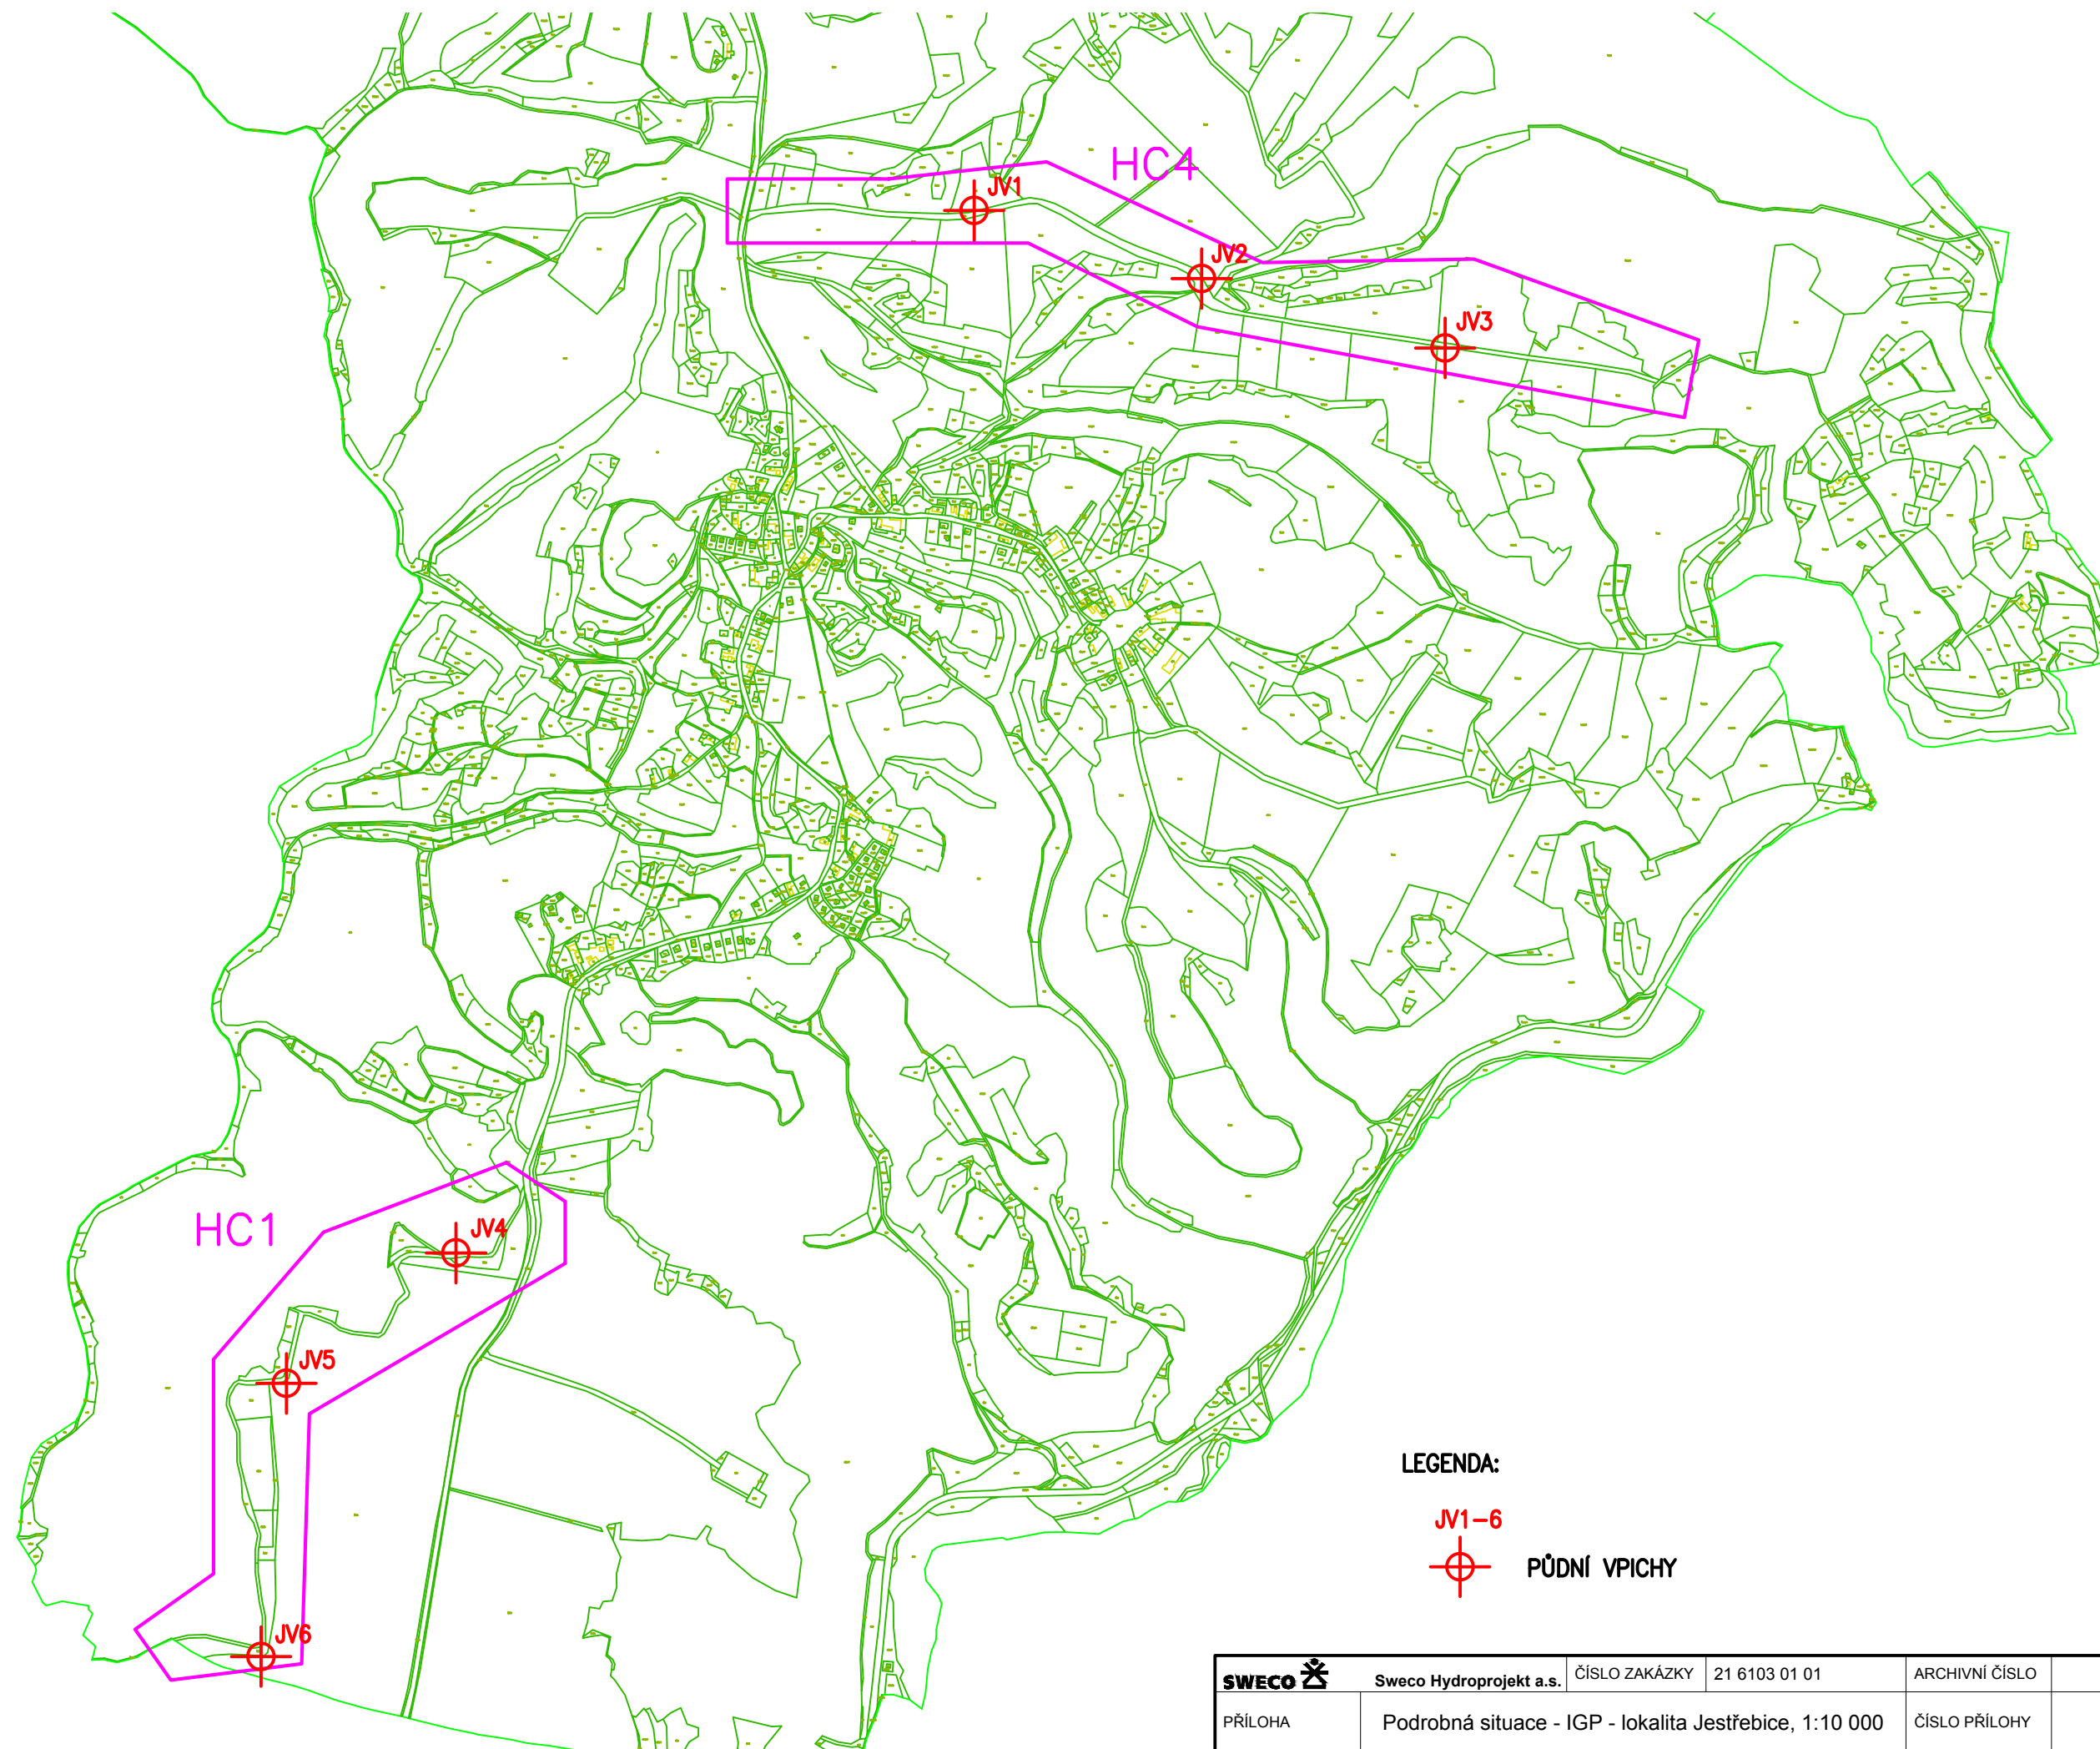 HC4
JV1
JV2
JV3
HC1
JV4
JV5
JV6
LEGENDA:
JV1-6
PŮDNÍ VPICHY
SWECO Sweco Hydroprojekt a.s. ČÍSLO ZAKÁZKY 21 6103 01 01 ARCHIVNÍ ČÍSLO
PŘÍLOHA Podrobná situace - IGP - lokalita Jestřebice, 1:10 000 ČÍSLO PŘÍLOHY